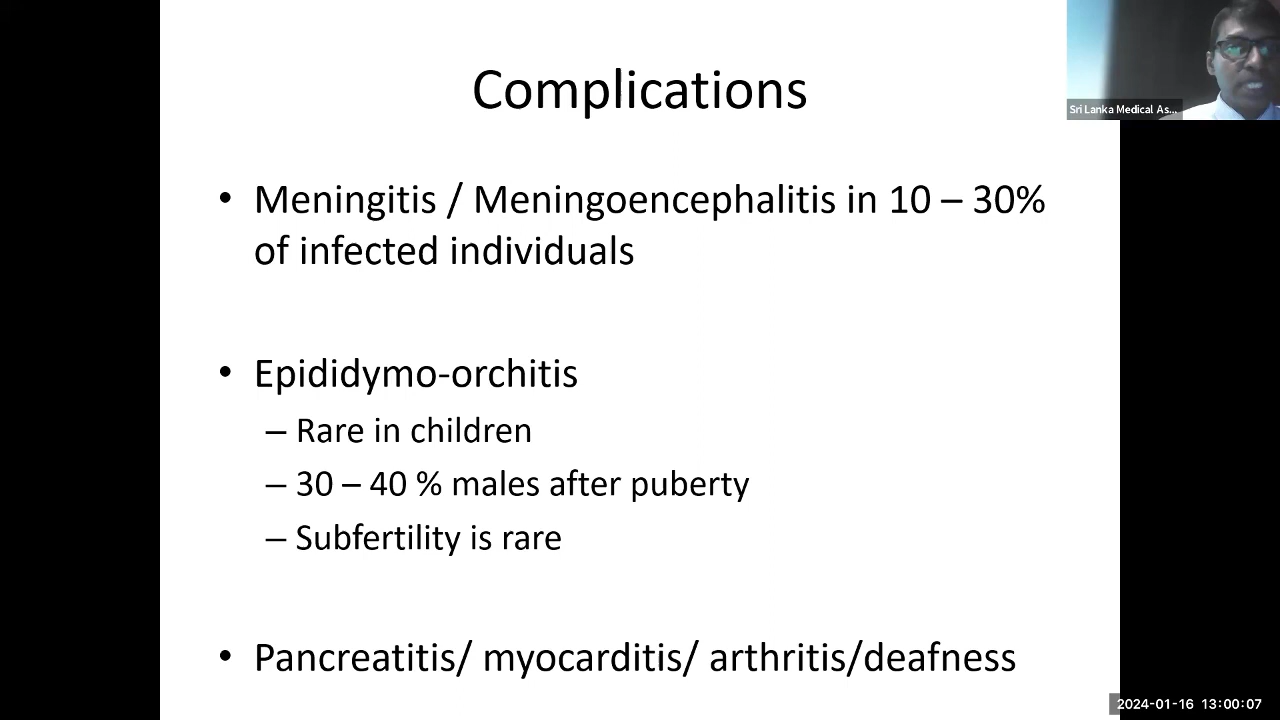 Complications
Sri Lanka Medical As...
• Meningitis / Meningoencephalitis in 10 – 30%
of infected individuals
• Epididymo-orchitis
– Rare in children
– 30 – 40 % males after puberty
– Subfertility is rare
• Pancreatitis/ myocarditis/ arthritis/deafness
2024-01-16 13:00:07